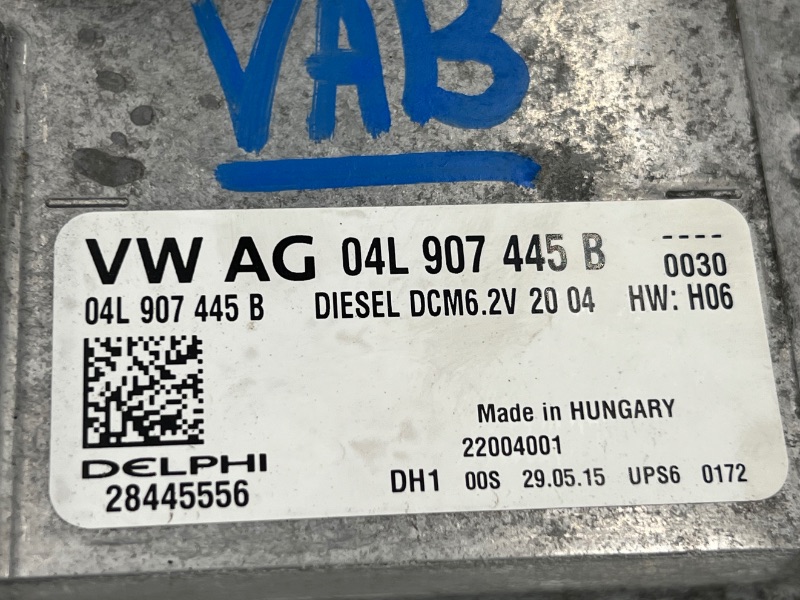 VAB
VW AG 04L 907 445 B ----
0030
04L 907 445 B DIESEL DCM6.2V 20 04 HW: H06
Made in HUNGARY
22004001
DELPHI
28445556
DH1 00S 29.05.15 UPS6 0172